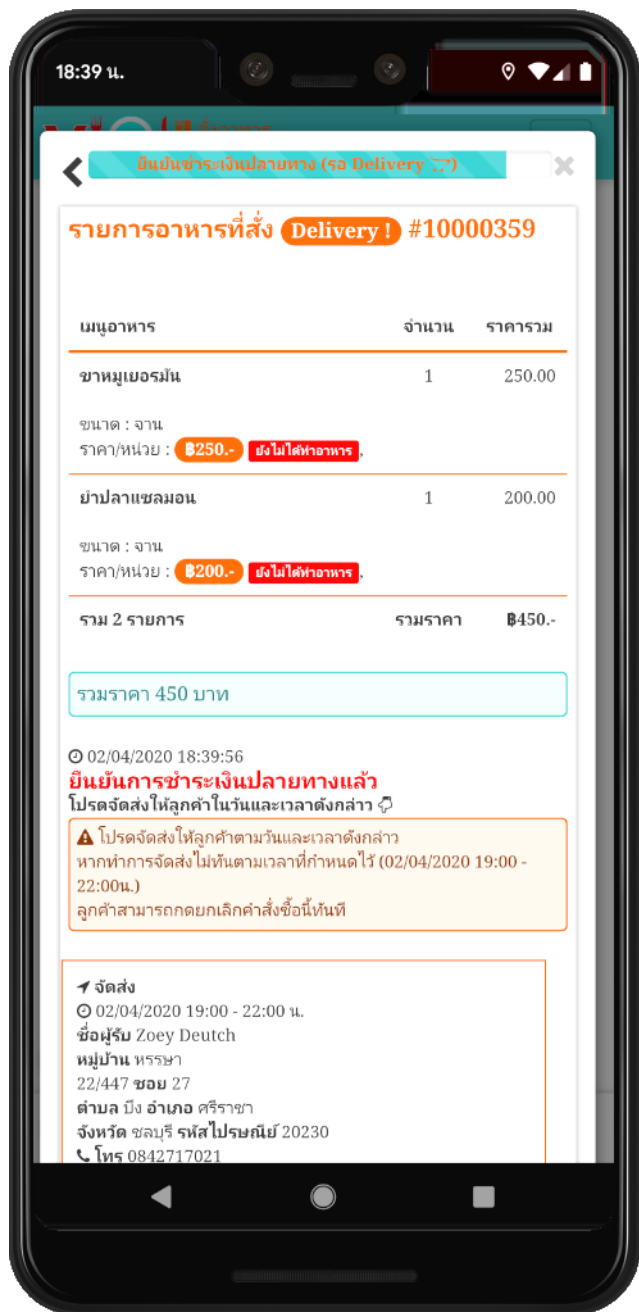 18:39 น.
สั่งอาหาร
ยืนยันชำระเงินปลายทาง (รอ Delivery)
รายการอาหารที่สั่ง Delivery ! #10000359
เมนูอาหาร จำนวน ราคารวม
ขาหมูเยอรมัน 1 250.00
ขนาด : จาน
ราคา/หน่วย : ฿250.- ยังไม่ได้ทำอาหาร,
ยำปลาแซลมอน 1 200.00
ขนาด : จาน
ราคา/หน่วย : ฿200.- ยังไม่ได้ทำอาหาร,
รวม 2 รายการ รวมราคา ฿450.-
รวมราคา 450 บาท
02/04/2020 18:39:56
ยืนยันการชำระเงินปลายทางแล้ว
โปรดจัดส่งให้ลูกค้าในวันและเวลาดังกล่าว
โปรดจัดส่งให้ลูกค้าตามวันและเวลาดังกล่าว
หากทำการจัดส่งไม่ทันตามเวลาที่กำหนดไว้ (02/04/2020 19:00 -
22:00น.)
ลูกค้าสามารถกดยกเลิกคำสั่งซื้อนี้ทันที
จัดส่ง
02/04/2020 19:00 - 22:00 น.
ชื่อผู้รับ Zoey Deutch
หมู่บ้าน หรรษา
22/447 ซอย 27
ตำบล บึง อำเภอ ศรีราชา
จังหวัด ชลบุรี รหัสไปรษณีย์ 20230
โทร 0842717021